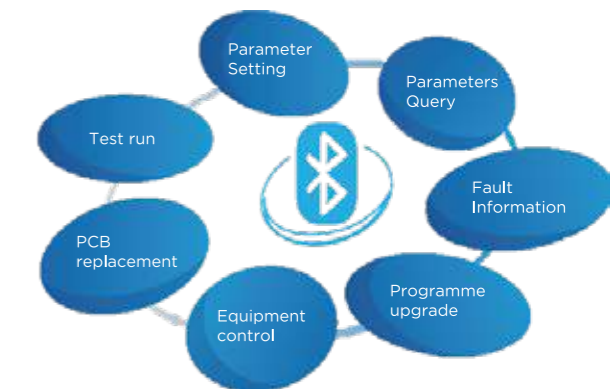 Parameter
Setting
Parameters
Query
Test run
Fault
Information
PCB
replacement
Programme
upgrade
Equipment
control